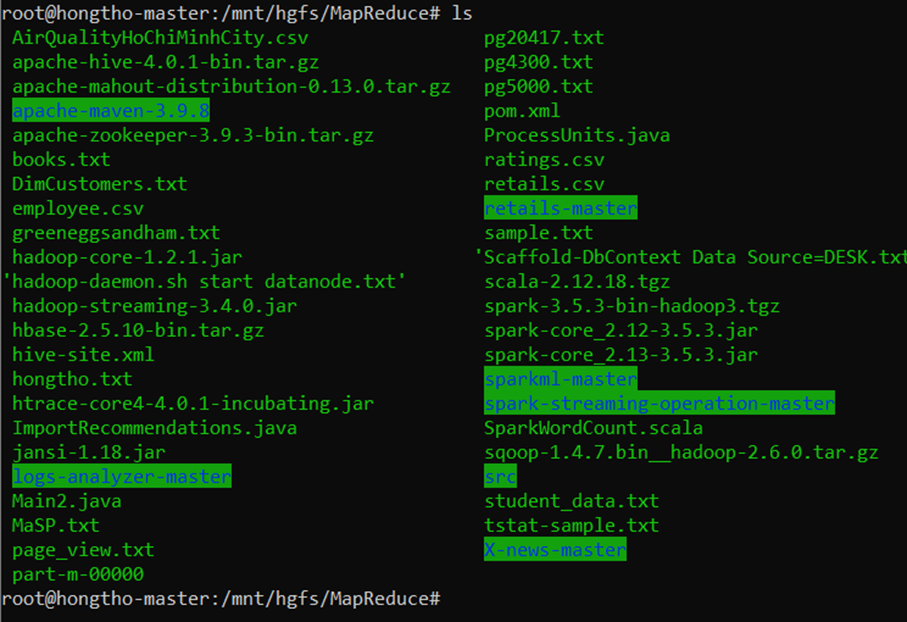 root@hongtho-master:/mnt/hgfs/MapReduce# ls
AirQualityHoChiMinhCity.csv pg20417.txt
apache-hive-4.0.1-bin.tar.gz pg4300.txt
apache-mahout-distribution-0.13.0.tar.gz pg5000.txt
apache-maven-3.9.8 pom.xml
apache-zookeeper-3.9.3-bin.tar.gz ProcessUnits.java
books.txt ratings.csv
DimCustomers.txt retails.csv
employee.csv retails-master
greeneggsandham.txt sample.txt
hadoop-core-1.2.1.jar 'Scaffold-DbContext Data Source=DESK.txt
'hadoop-daemon.sh start datanode.txt' scala-2.12.18.tgz
hadoop-streaming-3.4.0.jar spark-3.5.3-bin-hadoop3.tgz
hbase-2.5.10-bin.tar.gz spark-core_2.12-3.5.3.jar
hive-site.xml spark-core_2.13-3.5.3.jar
hongtho.txt sparkml-master
htrace-core4-4.0.1-incubating.jar spark-streaming-operation-master
ImportRecommendations.java SparkWordCount.scala
jansi-1.18.jar sqoop-1.4.7.bin__hadoop-2.6.0.tar.gz
logs-analyzer-master src
Main2.java student_data.txt
MaSP.txt tstat-sample.txt
page_view.txt X-news-master
part-m-00000
root@hongtho-master:/mnt/hgfs/MapReduce#